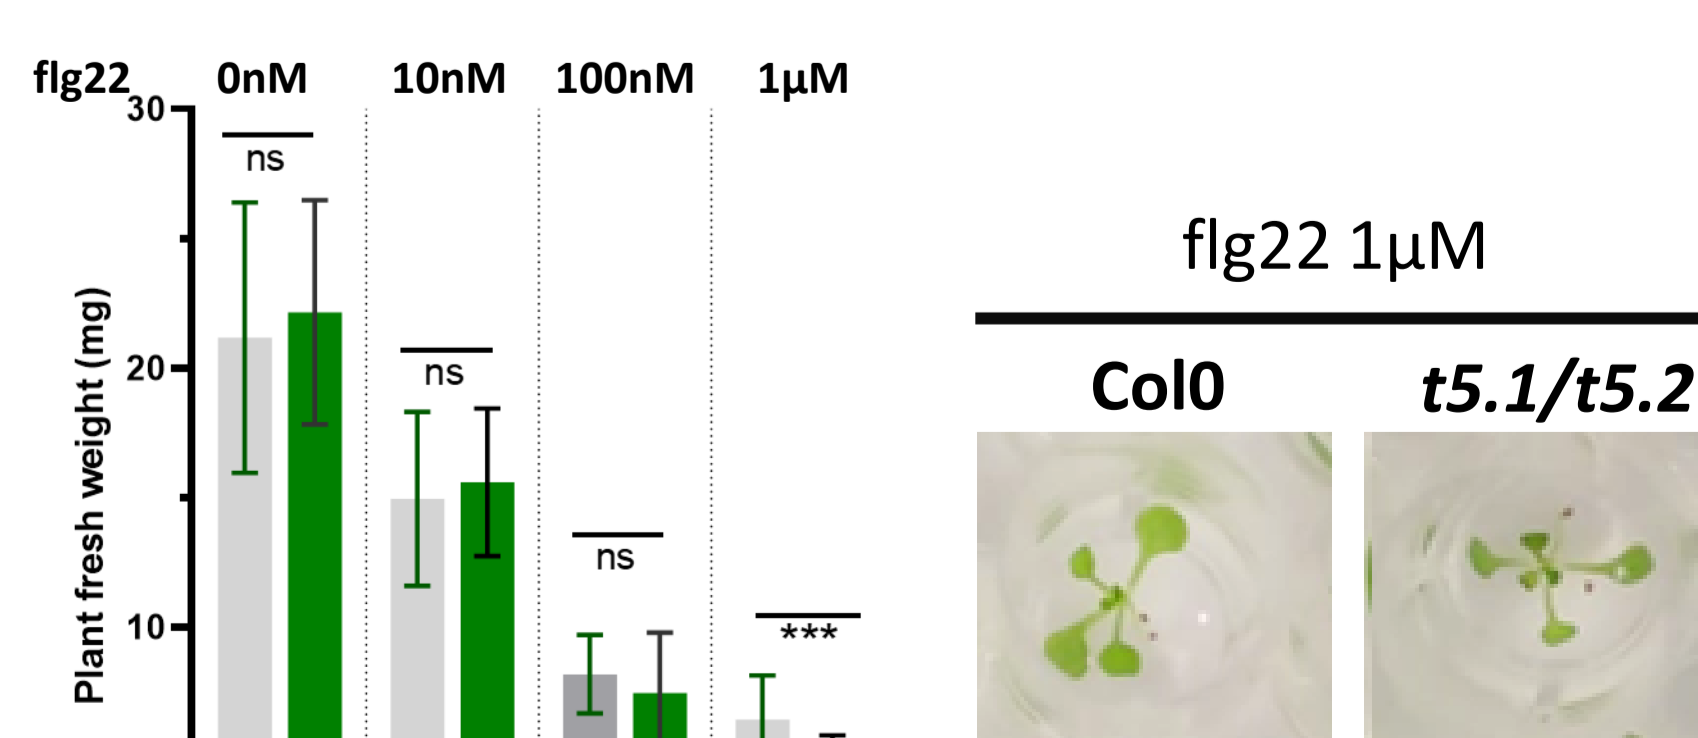 flg22 0nM 10nM 100nM 1µM
30
ns
20
ns
ns
10
***
Plant fresh weight (mg)
flg22 1µM
Col0 t5.1/t5.2